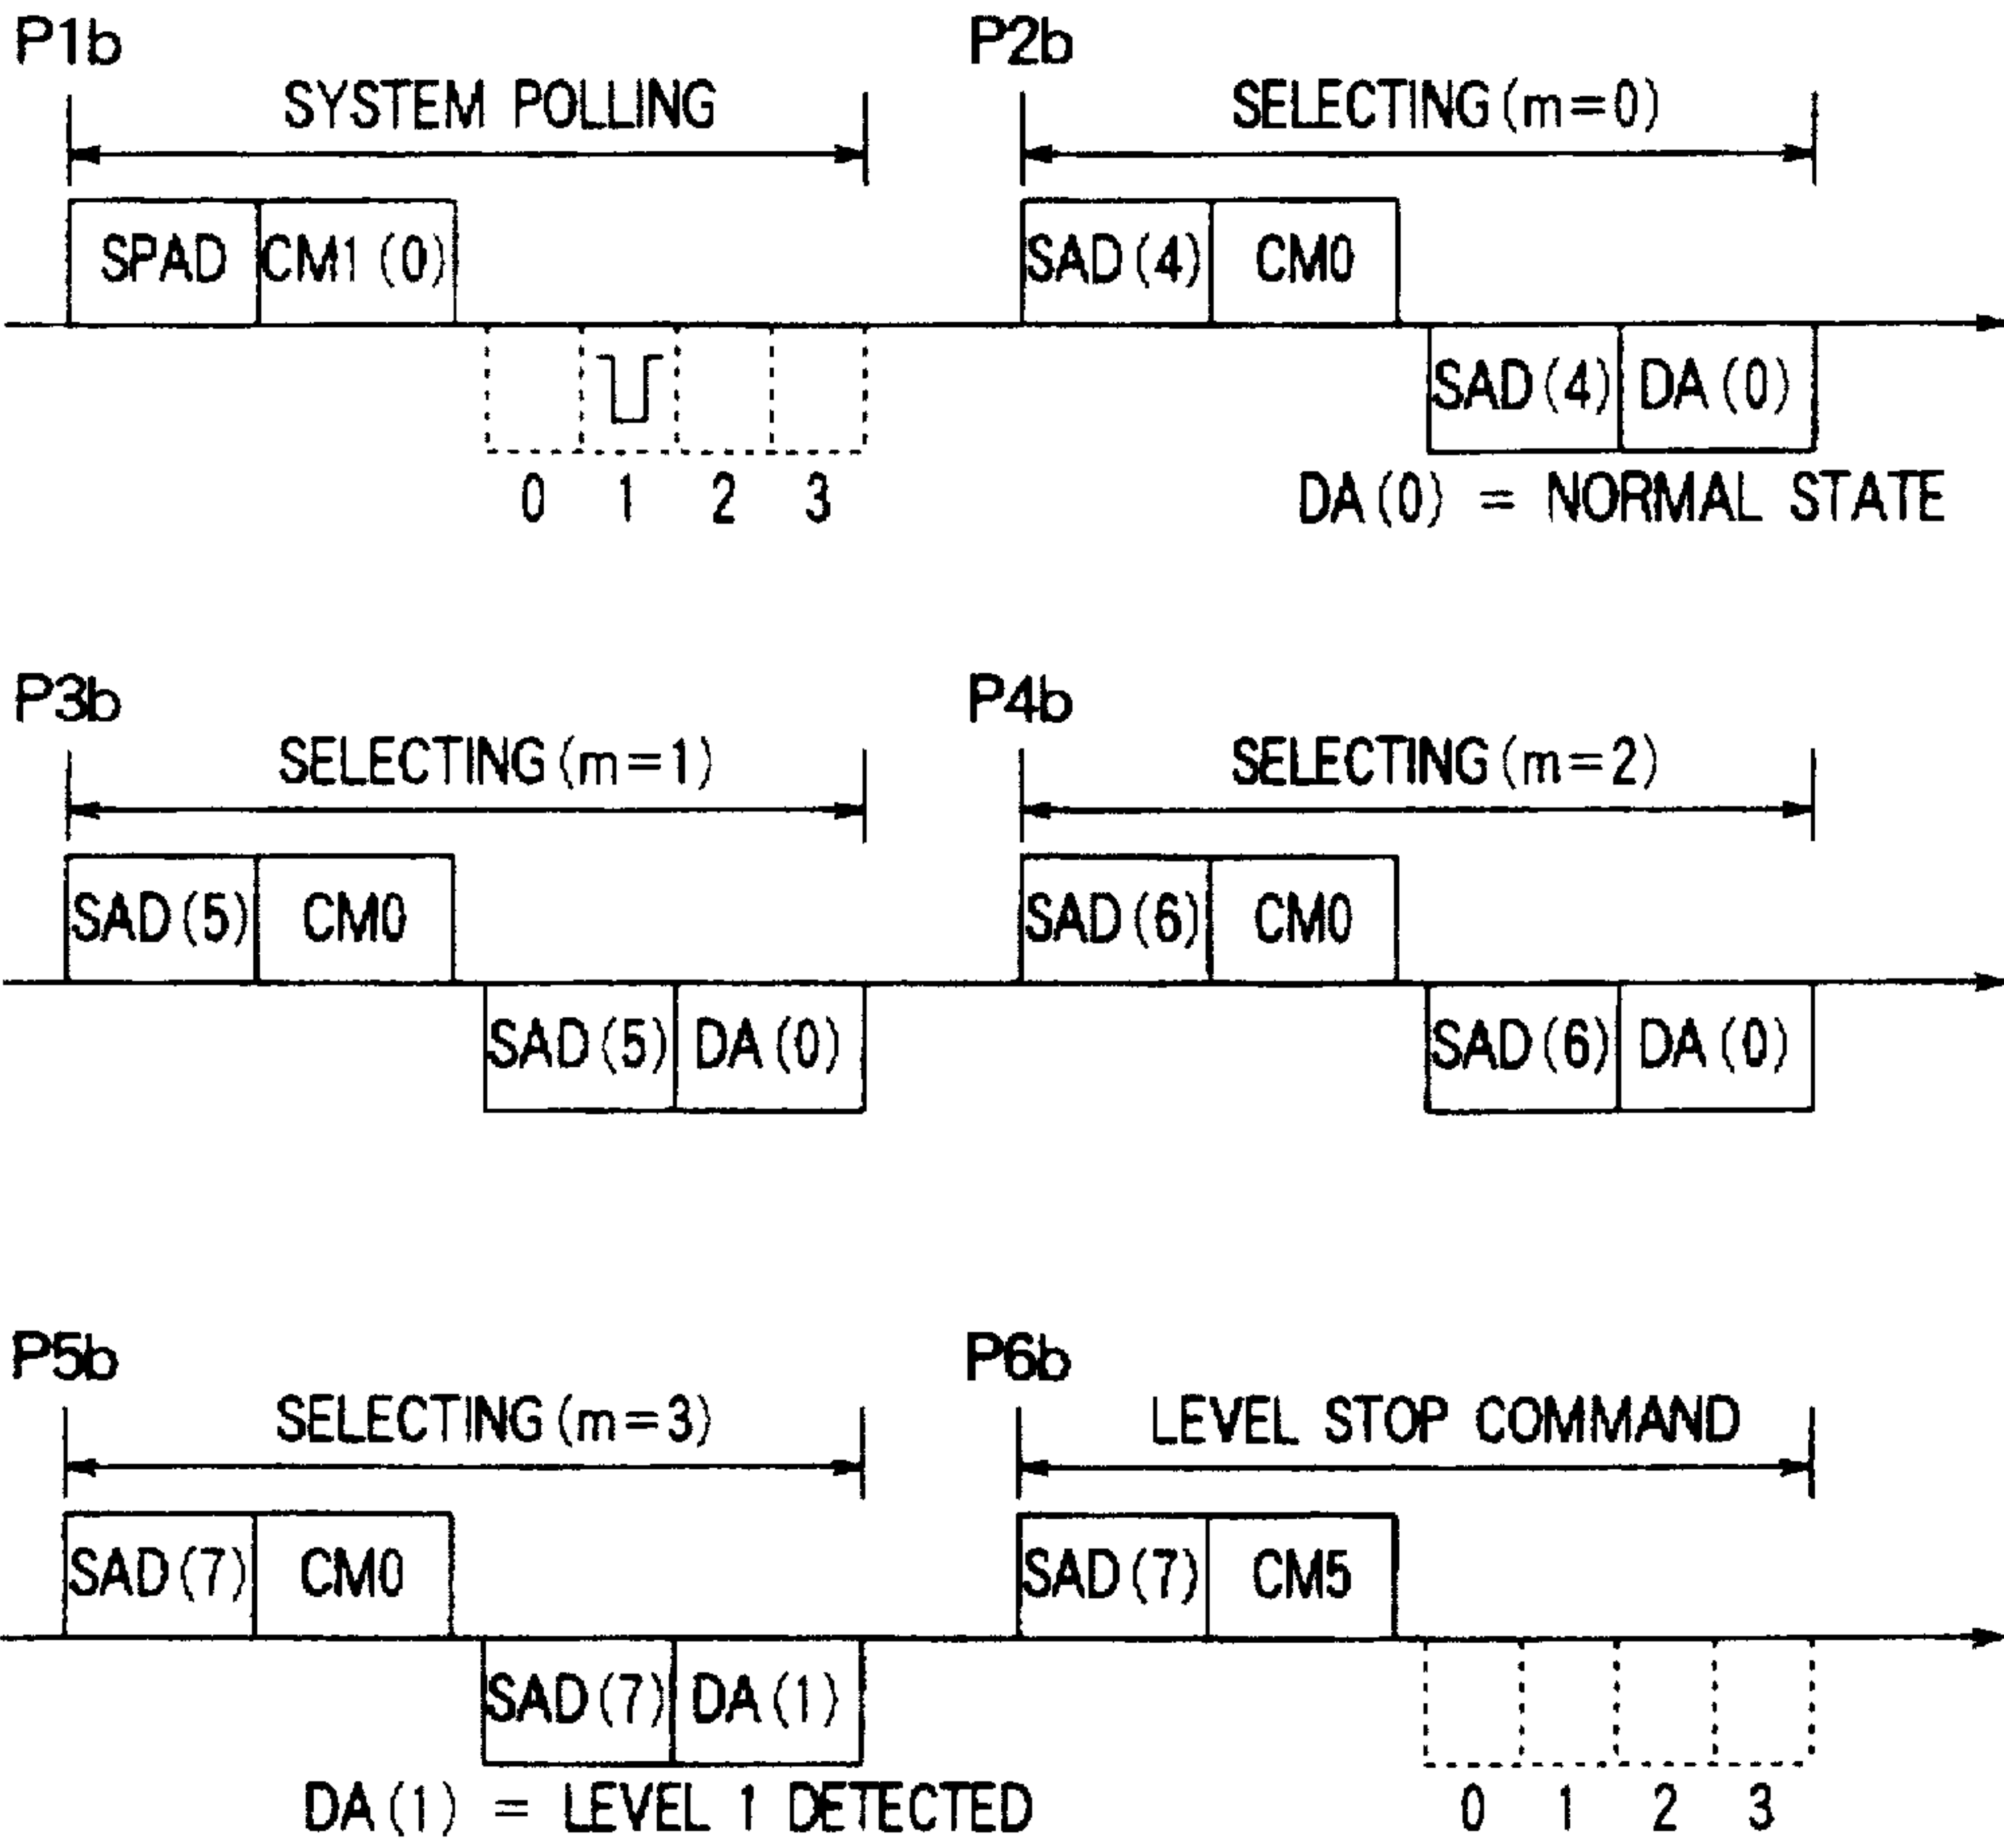 P1b
SYSTEM POLLING
SPAD CM1(0)
0 1 2 3
P2b
SELECTING(m=0)
SAD(4) CM0
SAD(4) DA(0)
DA(0) = NORMAL STATE
P3b
SELECTING(m=1)
SAD(5) CM0
SAD(5) DA(0)
P4b
SELECTING(m=2)
SAD(6) CM0
SAD(6) DA(0)
P5b
SELECTING(m=3)
SAD(7) CM0
SAD(7) DA(1)
DA(1) = LEVEL 1 DETECTED
P6b
LEVEL STOP COMMAND
SAD(7) CM5
0 1 2 3